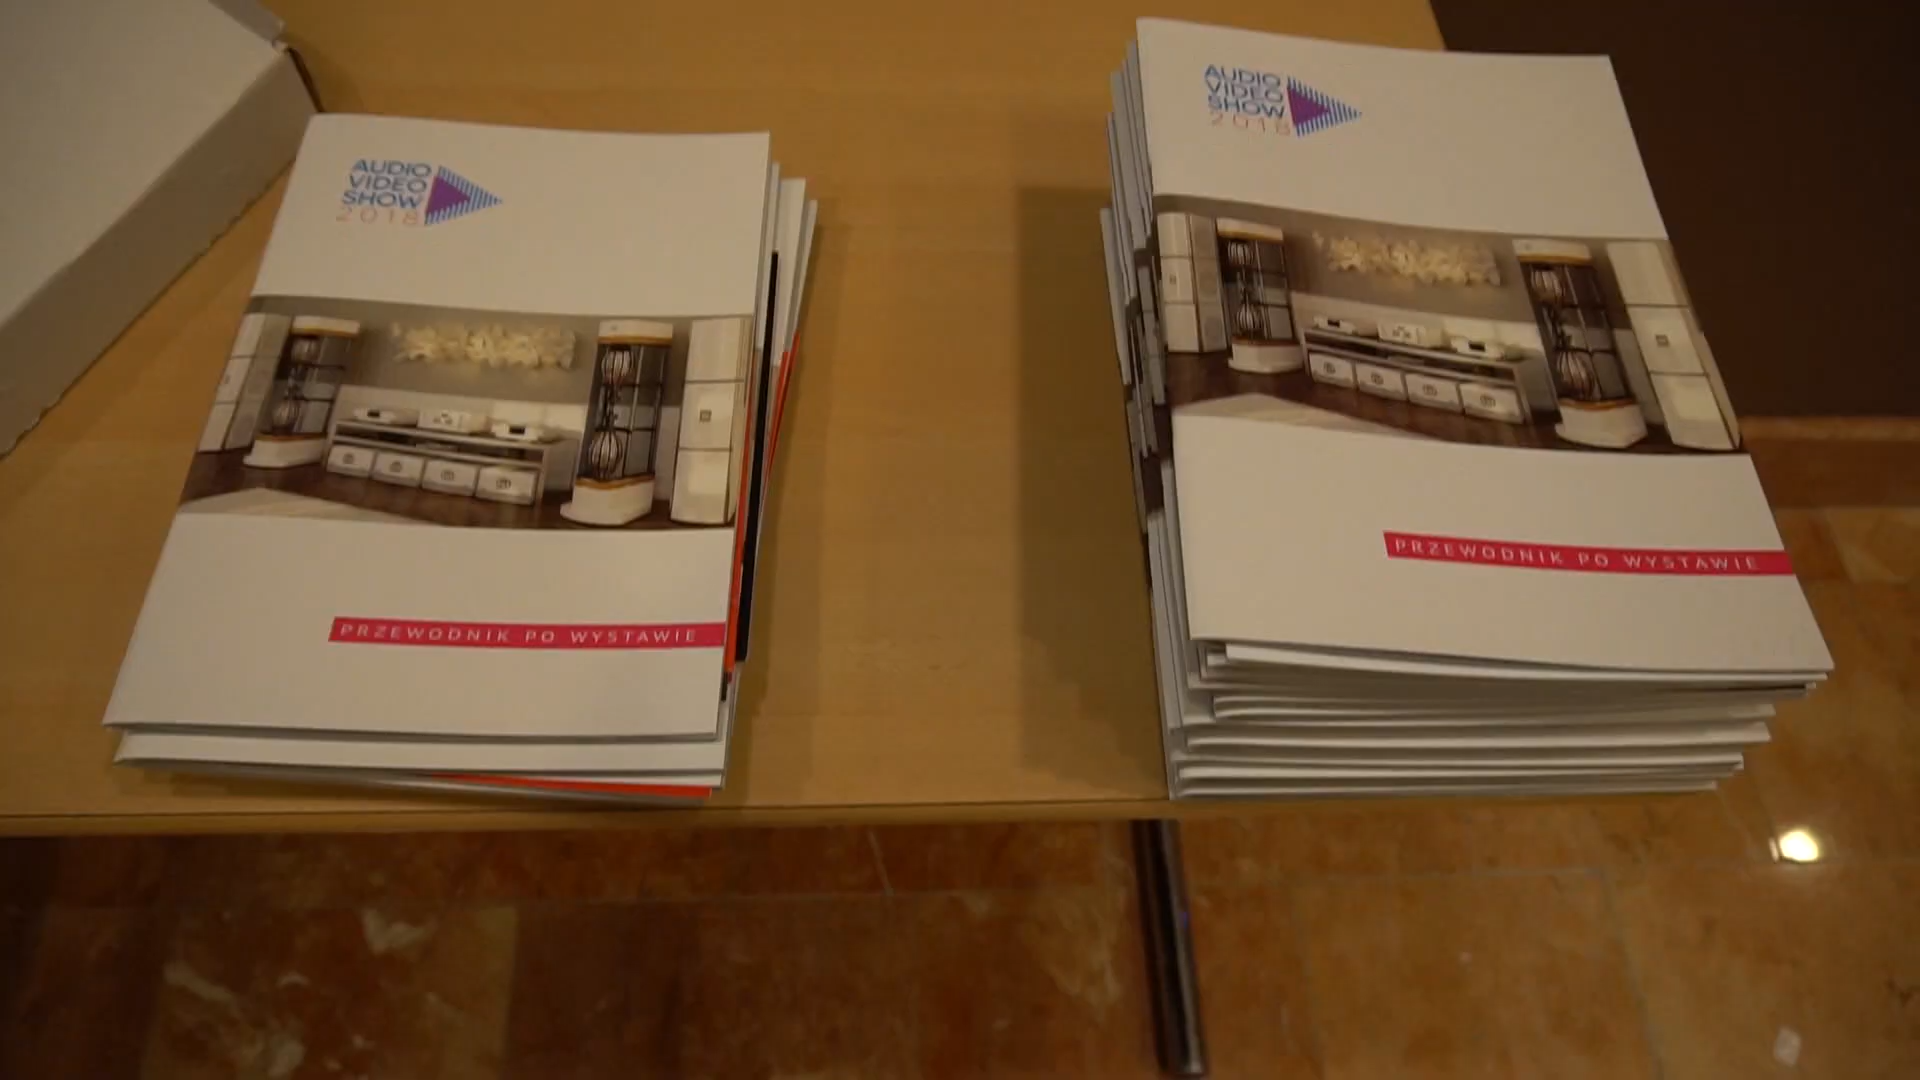 AUDIO
VIDEO
SHOW
2018
PRZEWODNIK PO WYSTAWIE
AUDIO
VIDEO
SHOW
2018
PRZEWODNIK PO WYSTAWIE